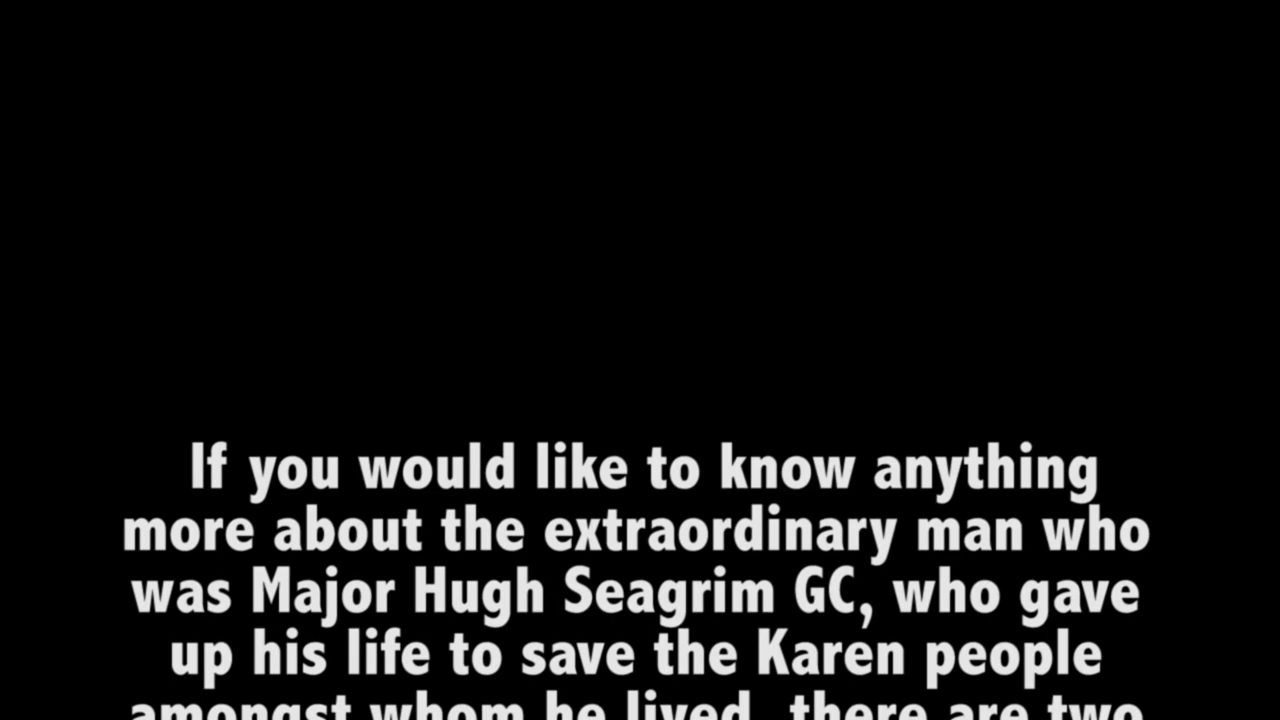 If you would like to know anything
more about the extraordinary man who
was Major Hugh Seagrim GC, who gave
up his life to save the Karen people
amongst whom he lived, there are two